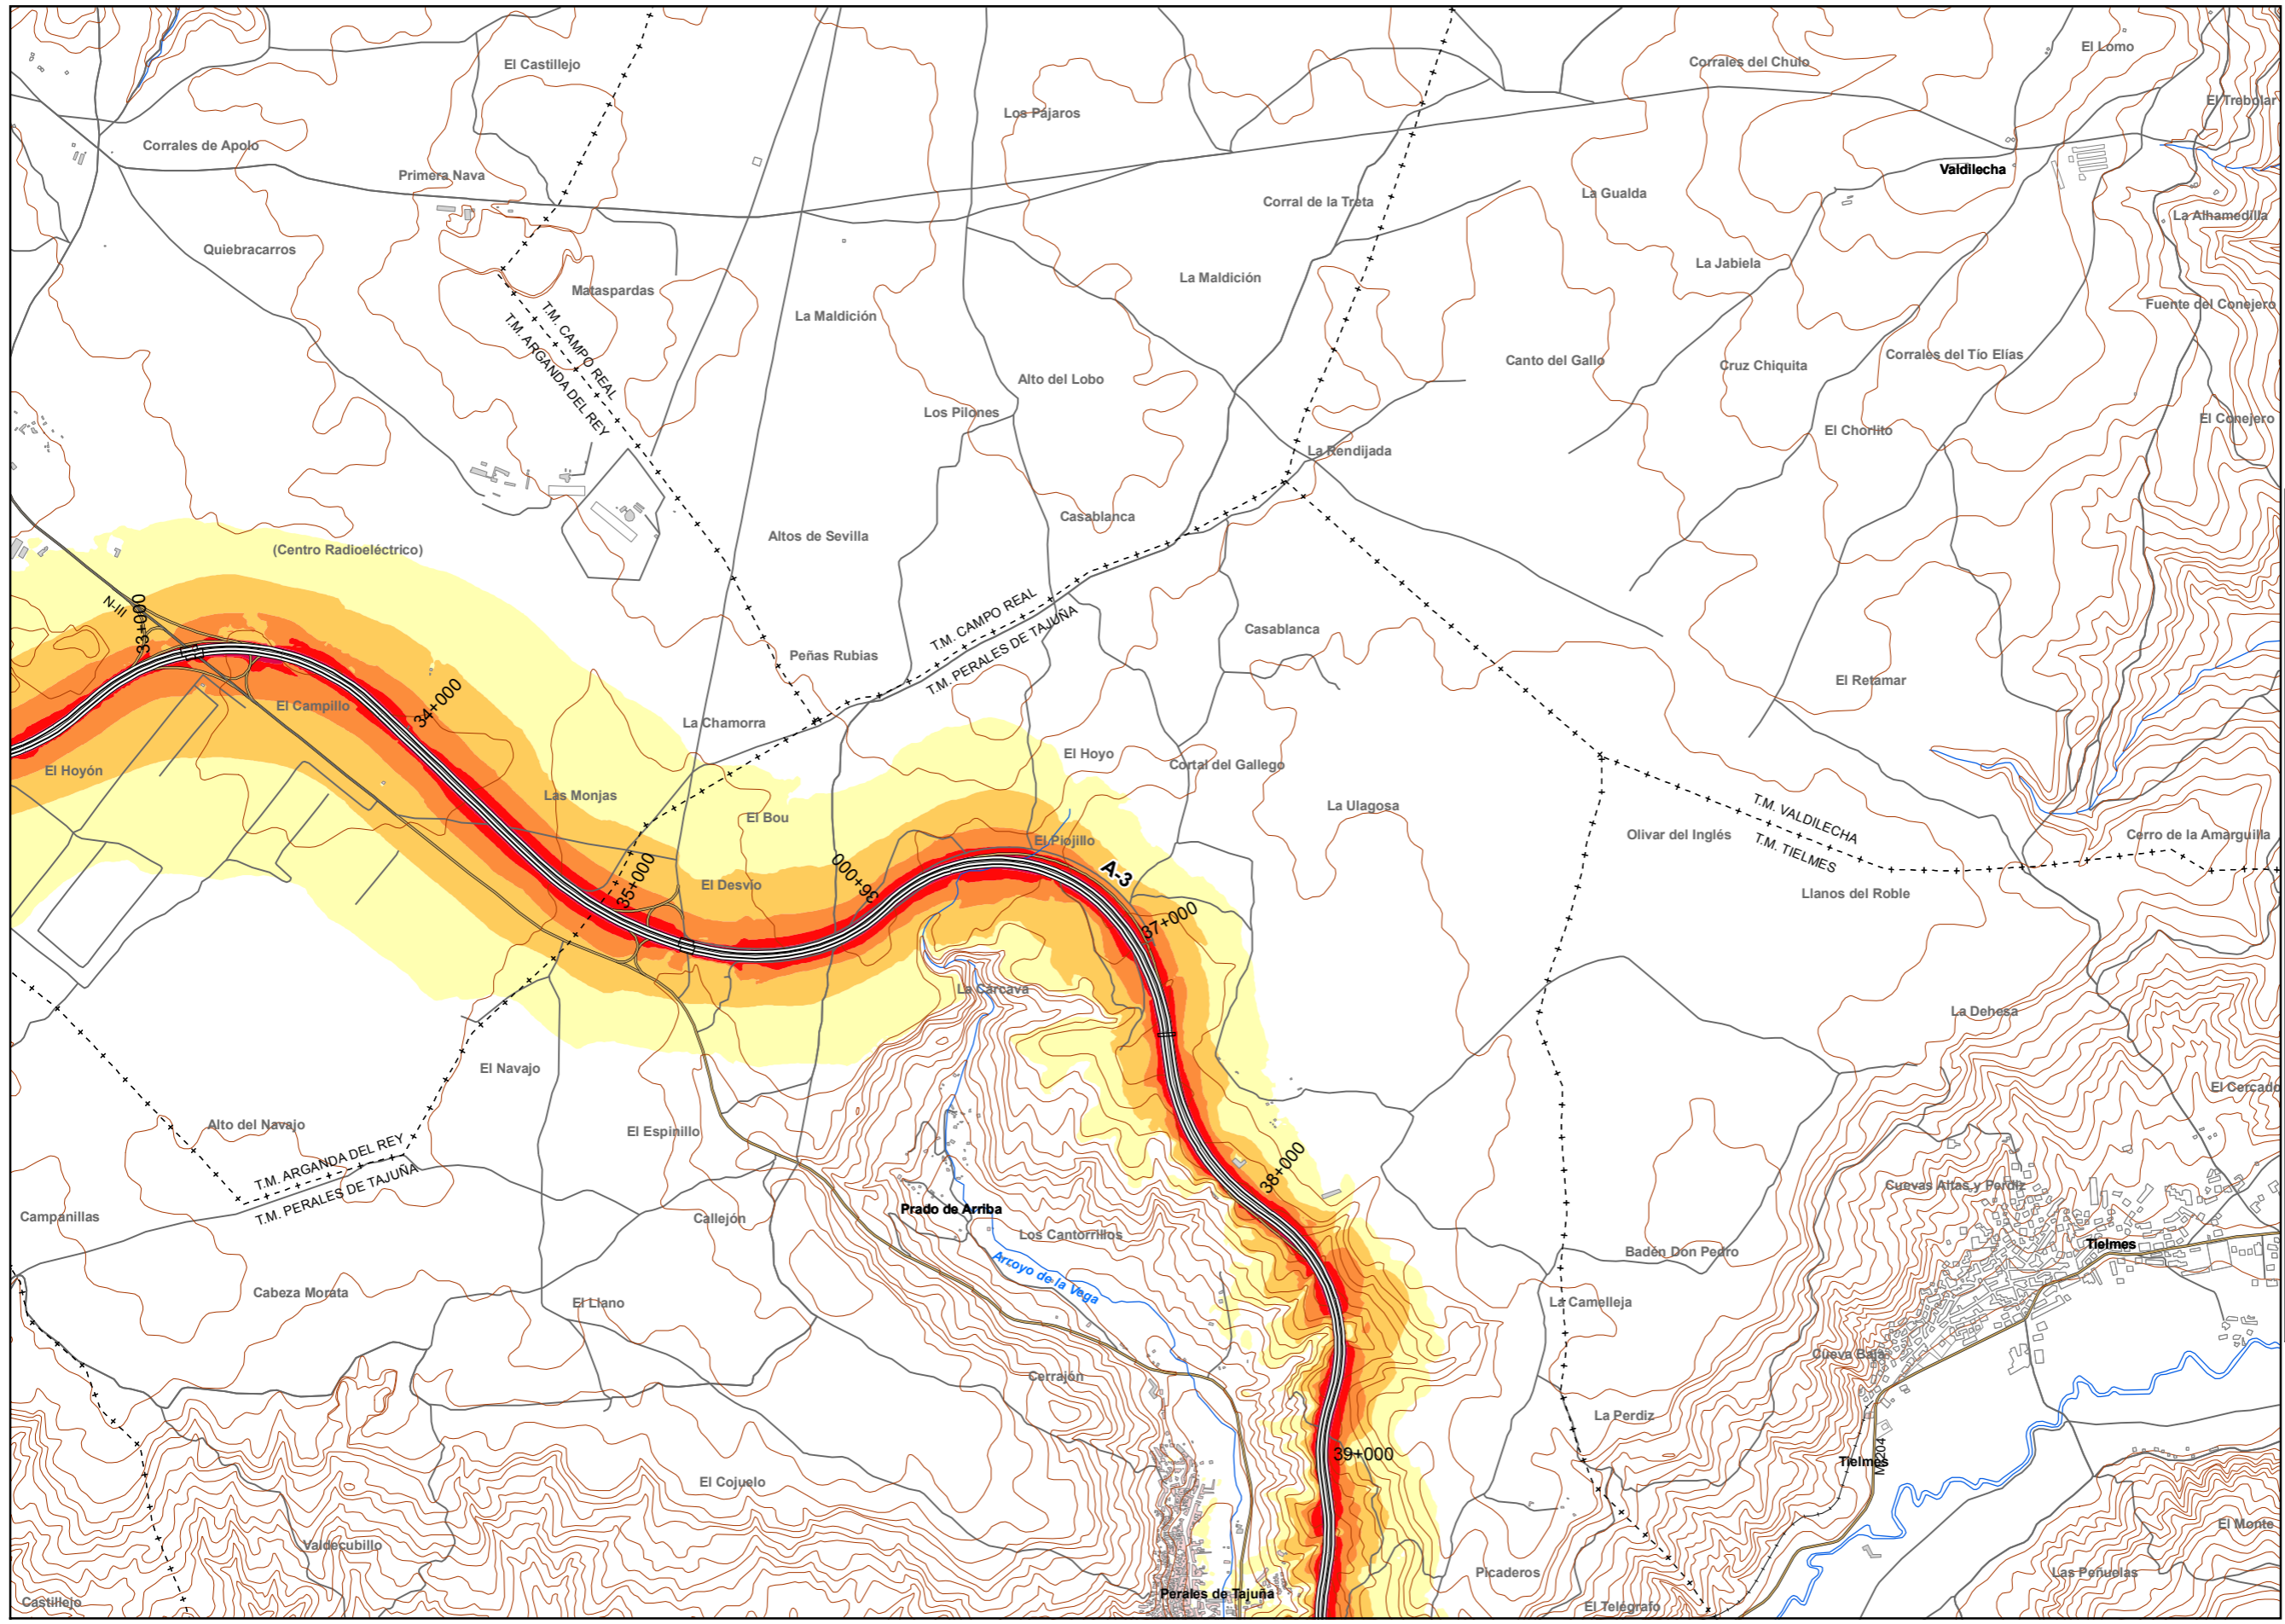 El Castillejo
El Lomo
Corrales del Chulo
Los Pájaros
El Trebolar
Corrales de Apolo
Primera Nava
Valdilecha
La Gualda
Corral de la Treta
La Alhamedilla
Quiebracarros
La Jabiela
La Maldición
Mataspardas
Fuente del Conejero
La Maldición
T.M. CAMPO REAL
T.M. ARGANDA DEL REY
Corrales del Tío Elías
Canto del Gallo
Cruz Chiquita
Alto del Lobo
Los Pilones
El Conejero
El Chorlito
La Rendijada
Casablanca
Altos de Sevilla
(Centro Radioeléctrico)
N-III
33+000
T.M. CAMPO REAL
T.M. PERALES DE TAJUÑA
Casablanca
Peñas Rubias
El Retamar
El Campillo
34+000
La Chamorra
El Hoyo
Cortal del Gallego
El Hoyón
Las Monjas
La Ulagosa
El Bou
T.M. VALDILECHA
T.M. TIELMES
Olivar del Inglés
Cerro de la Amarguilla
El Piojillo
A-3
35+000
El Desvío
36+000
Llanos del Roble
37+000
La Cárcava
La Dehesa
El Navajo
El Cercado
Alto del Navajo
El Espinillo
T.M. ARGANDA DEL REY
T.M. PERALES DE TAJUÑA
38+000
Cuevas Altas y Perdiz
Prado de Arriba
Campanillas
Callejón
Los Cantorrillos
Tielmes
Badén Don Pedro
Arroyo de la Vega
Cabeza Morata
El Llano
La Camelleja
Cueva Baja
Cerrajón
La Perdiz
39+000
Tielmes
El Cojuelo
El Monte
Valdecubillo
Picaderos
Las Peñuelas
Perales de Tajuña
Castillejo
El Telégrafo